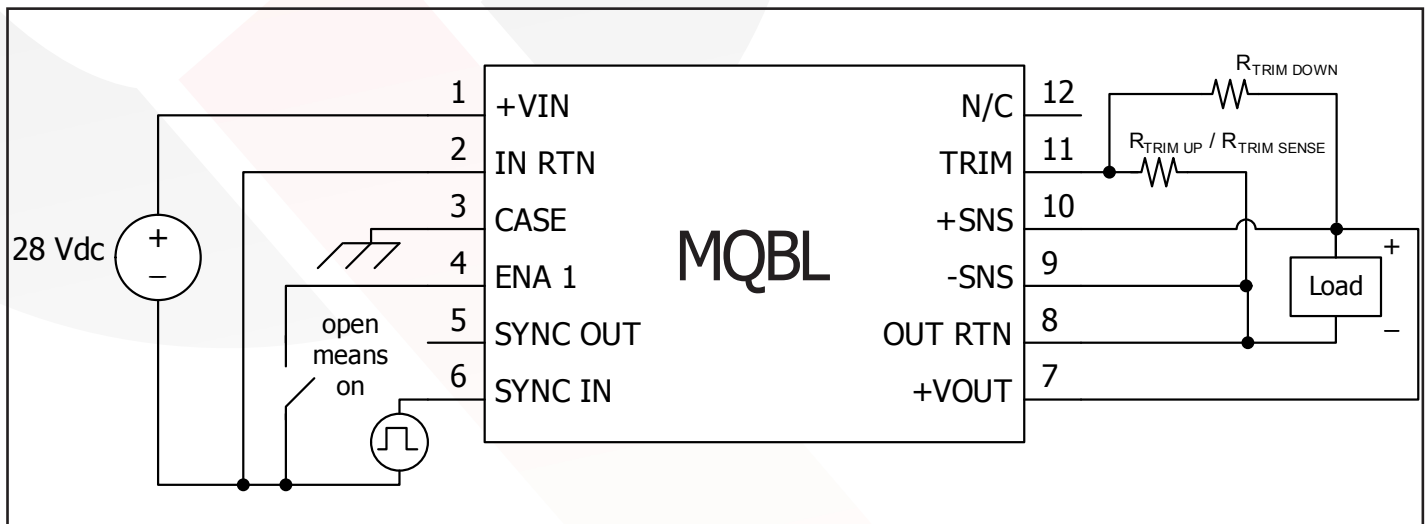 R TRIM DOWN
1 +VIN
N/C 12
R TRIM UP / R TRIM SENSE
2 IN RTN
TRIM 11
3 CASE
+SNS 10
28 Vdc
+
−
MQBL
4 ENA 1
-SNS 9
+
Load
−
open
means
on
5 SYNC OUT
OUT RTN 8
6 SYNC IN
+VOUT 7